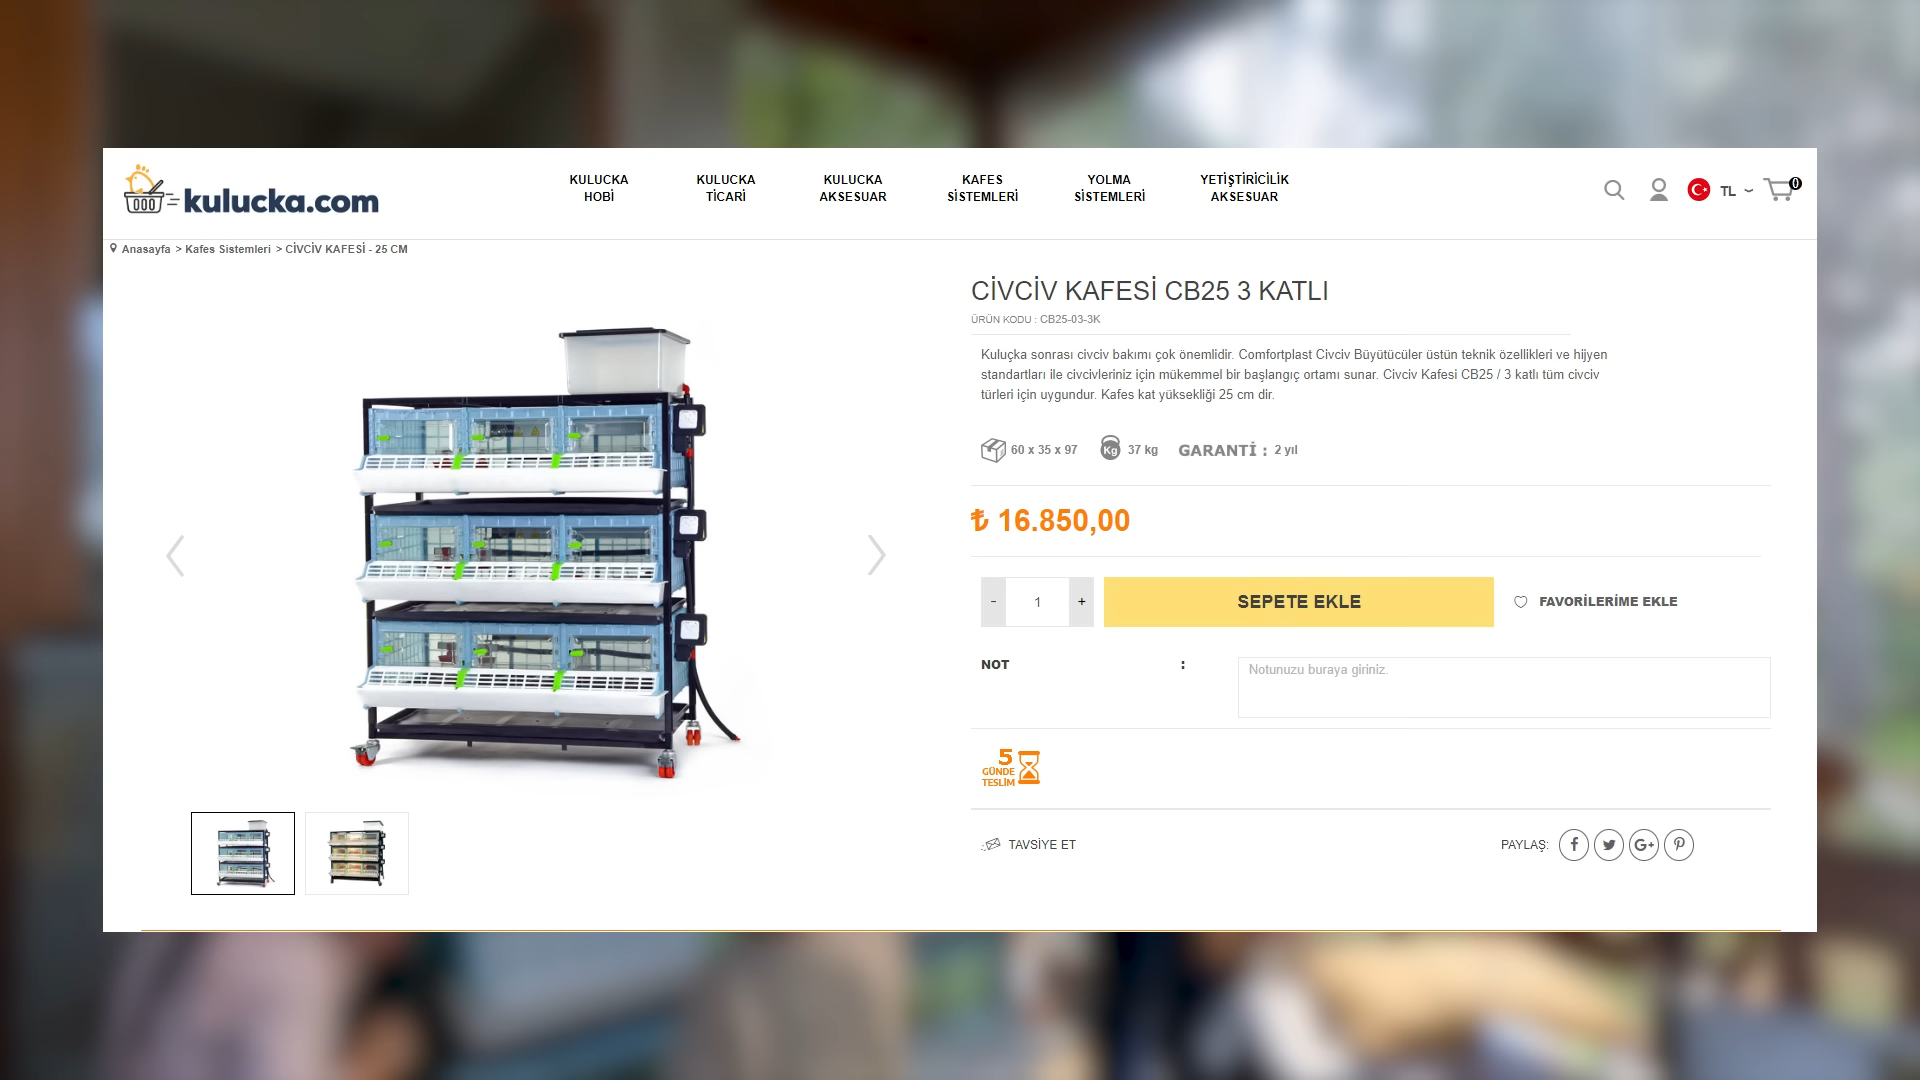 kulucka.com
KULUCKA HOBİ
KULUCKA TİCARİ
KULUCKA AKSESUAR
KAFES SİSTEMLERİ
YOLMA SİSTEMLERİ
YETİŞTİRİCİLİK AKSESUAR
TL
0
Anasayfa > Kafes Sistemleri > CİVCİV KAFESİ - 25 CM
CİVCİV KAFESİ CB25 3 KATLI
ÜRÜN KODU : CB25-03-3K
Kuluçka sonrası civciv bakımı çok önemlidir. Comfortplast Civciv Büyütücüler üstün teknik özellikleri ve hijyen
standartları ile civcivleriniz için mükemmel bir başlangıç ortamı sunar. Civciv Kafesi CB25 / 3 katlı tüm civciv
türleri için uygundur. Kafes kat yüksekliği 25 cm dir.
60 x 35 x 97
Kg 37 kg
GARANTİ : 2 yıl
₺ 16.850,00
- 1 +
SEPETE EKLE
FAVORİLERİME EKLE
NOT :
Notunuzu buraya giriniz.
5
GÜNDE
TESLİM
TAVSİYE ET
PAYLAŞ:
G+